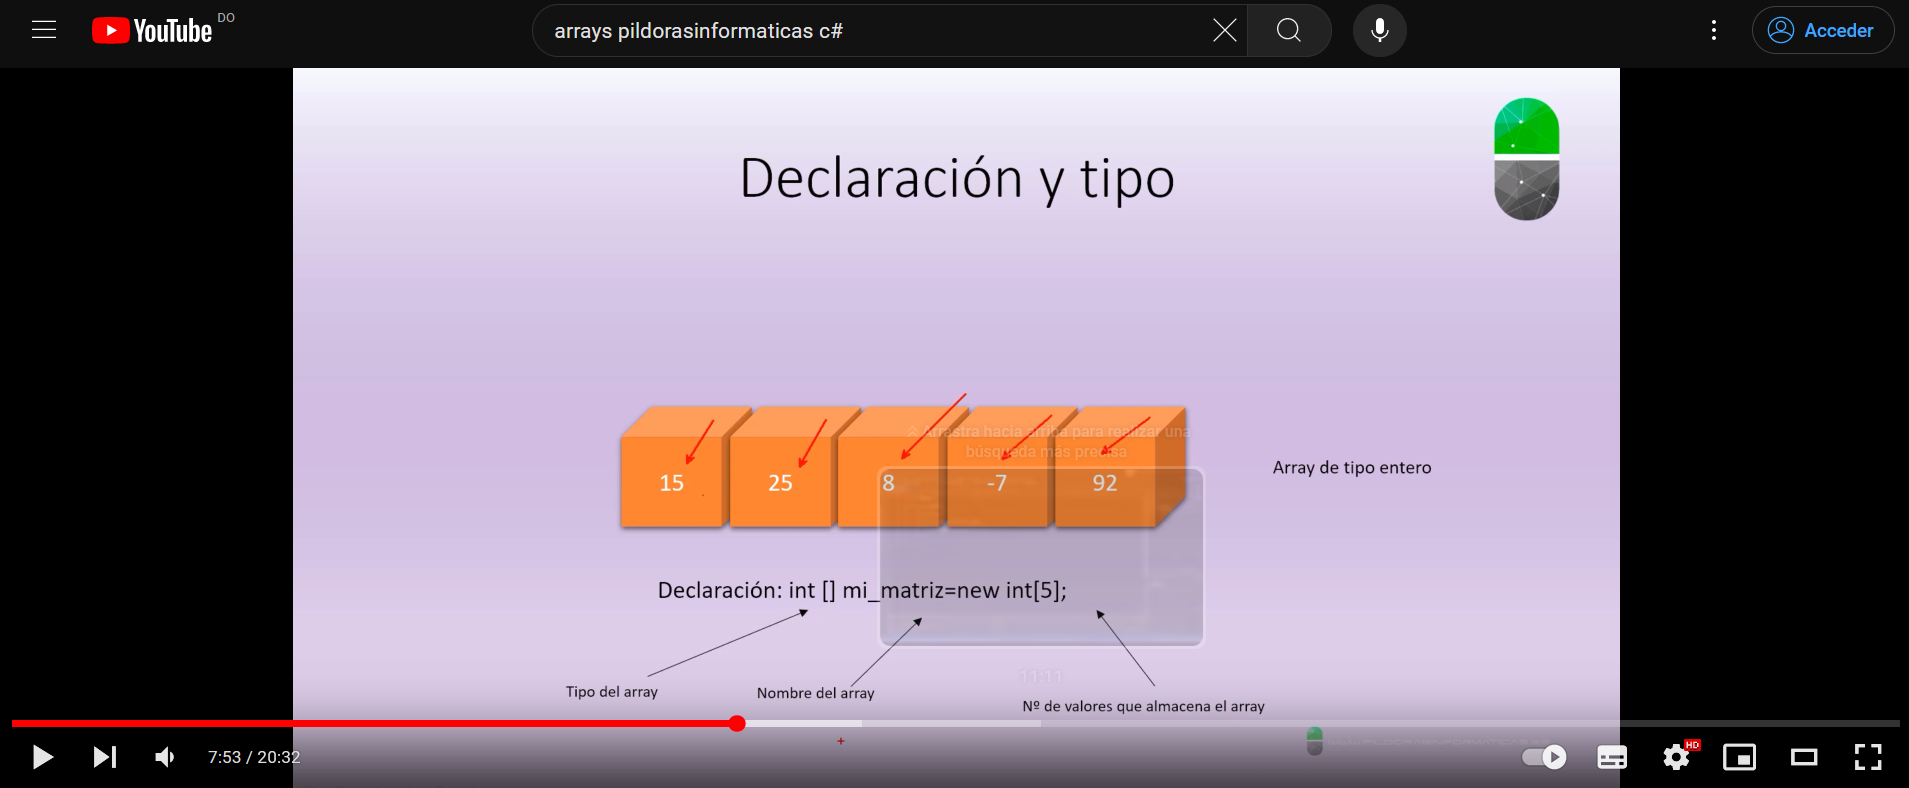 YouTube DO
arrays pildorasinformaticas c#
Acceder
Declaración y tipo
Arrastra hacia arriba para realizar una
búsqueda más precisa
15 25 8 -7 92
Array de tipo entero
Declaración: int [] mi_matriz=new int[5];
11:11
Tipo del array
Nombre del array
Nº de valores que almacena el array
7:53 / 20:32
HD